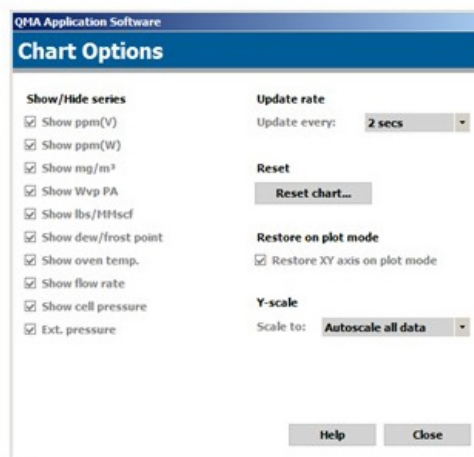 QMA Application Software
Chart Options
Show/Hide series
Show ppm(V)
Show ppm(W)
Show mg/m³
Show Wvp PA
Show lbs/MMscf
Show dew/frost point
Show oven temp.
Show flow rate
Show cell pressure
Ext. pressure
Update rate
Update every: 2 secs
Reset
Reset chart...
Restore on plot mode
Restore XY axis on plot mode
Y-scale
Scale to: Autoscale all data
Help Close